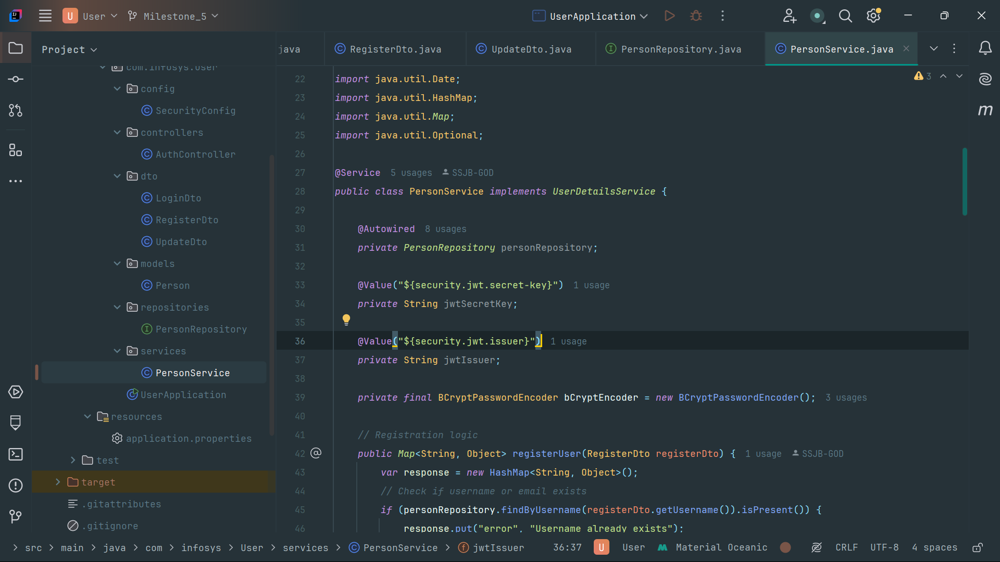 U User Milestone_5 UserApplication
Project
java RegisterDto.java UpdateDto.java PersonRepository.java PersonService.java
com.infosys.User
config
SecurityConfig
controllers
AuthController
dto
LoginDto
RegisterDto
UpdateDto
models
Person
repositories
PersonRepository
services
PersonService
UserApplication
resources
application.properties
test
target
.gitattributes
.gitignore
3
22 import java.util.Date;
23 import java.util.HashMap;
24 import java.util.Map;
25 import java.util.Optional;
26
27 @Service 5 usages SSJB-GOD
28 public class PersonService implements UserDetailsService {
29
30 @Autowired 8 usages
31 private PersonRepository personRepository;
32
33 @Value("${security.jwt.secret-key}") 1 usage
34 private String jwtSecretKey;
35
36 @Value("${security.jwt.issuer}") 1 usage
37 private String jwtIssuer;
38
39 private final BCryptPasswordEncoder bCryptEncoder = new BCryptPasswordEncoder(); 3 usages
40
41 // Registration logic
42 public Map<String, Object> registerUser(RegisterDto registerDto) { 1 usage SSJB-GOD
43 var response = new HashMap<String, Object>();
44 // Check if username or email exists
45 if (personRepository.findByUsername(registerDto.getUsername()).isPresent()) {
46 response.put("error", "Username already exists");
> src > main > java > com > infosys > User > services > PersonService > jwtIssuer 36:37 U User Material Oceanic CRLF UTF-8 4 spaces